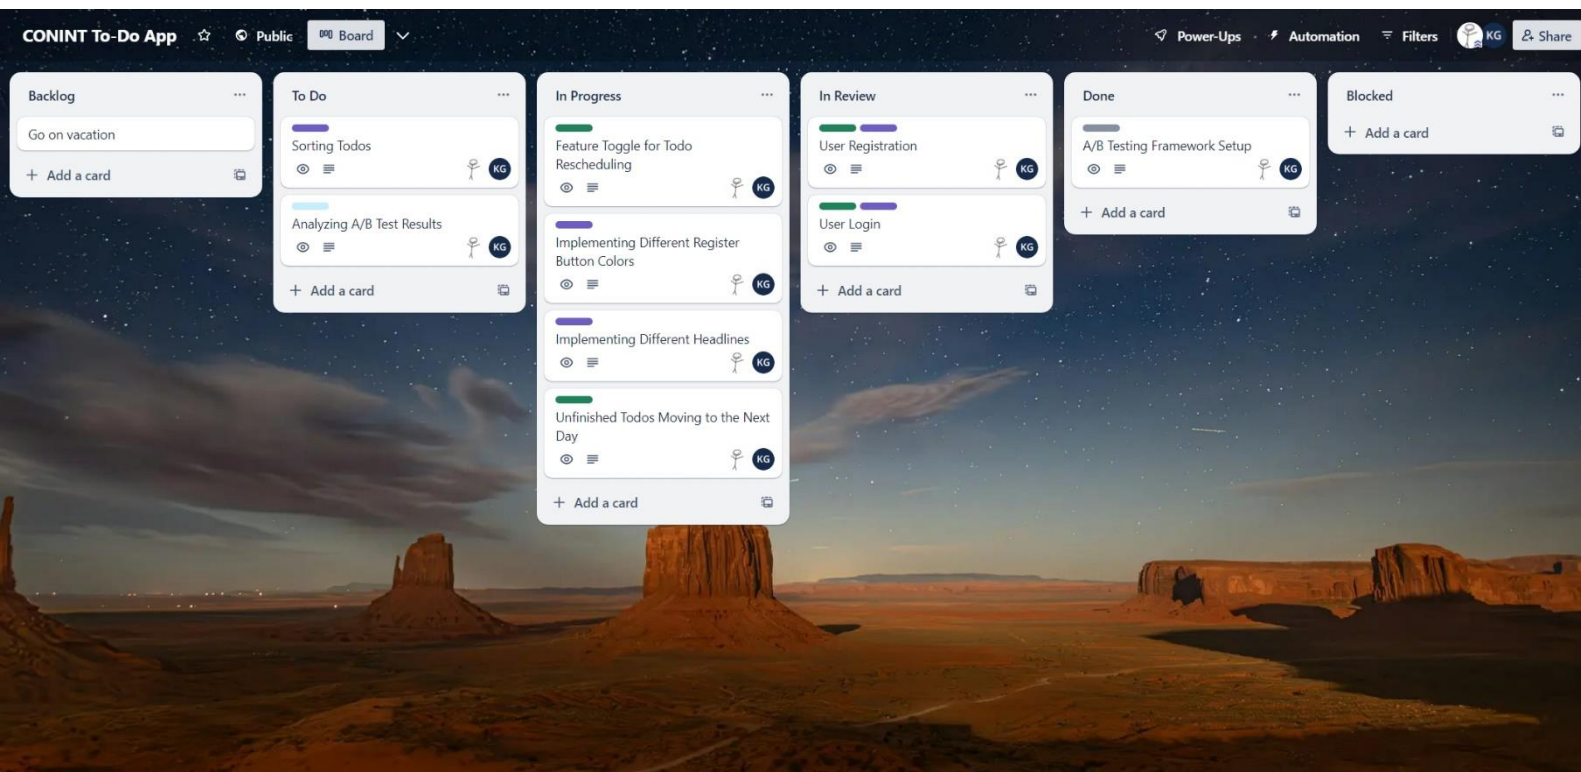 CONINT To-Do App
Public
Board
Power-Ups
Automation
Filters
KG
Share
Backlog
Go on vacation
+ Add a card
To Do
Sorting Todos
KG
Analyzing A/B Test Results
KG
+ Add a card
In Progress
Feature Toggle for Todo
Rescheduling
KG
Implementing Different Register
Button Colors
KG
Implementing Different Headlines
KG
Unfinished Todos Moving to the Next
Day
KG
+ Add a card
In Review
User Registration
KG
User Login
KG
+ Add a card
Done
A/B Testing Framework Setup
KG
+ Add a card
Blocked
+ Add a card